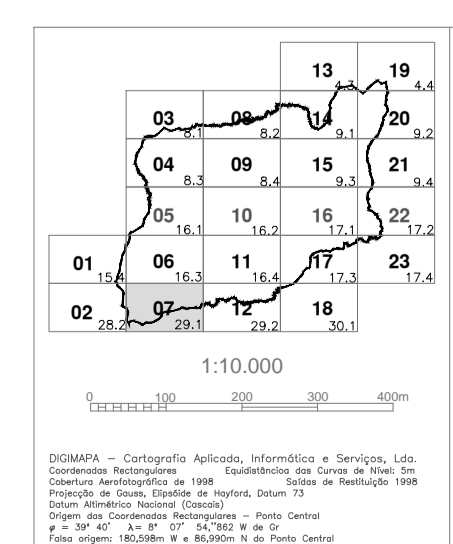 13 19
4.3 4.4
03 08 14 20
8.1 8.2 9.1 9.2
04 09 15 21
8.3 8.4 9.3 9.4
05 10 16 22
16.1 16.2 17.1 17.2
01 06 11 17 23
15.4 16.3 16.4 17.3 17.4
02 07 12 18
28.2 29.1 29.2 30.1
1:10.000
0 100 200 300 400m
DIGIMAPA – Cartografia Aplicada, Informática e Serviços, Lda.
Coordenadas Rectangulares Equidistâncioa das Curvas de Nível: 5m
Cobertura Aerofotográfica de 1998 Saídas de Restituição 1998
Projecção de Gauss, Elipsóide de Hayford, Datum 73
Datum Altimétrico Nacional (Cascais)
Origem das Coordenadas Rectangulares – Ponto Central
φ = 39° 40' λ= 8° 07' 54,''862 W de Gr
Falsa origem: 180,598m W e 86,990m N do Ponto Central